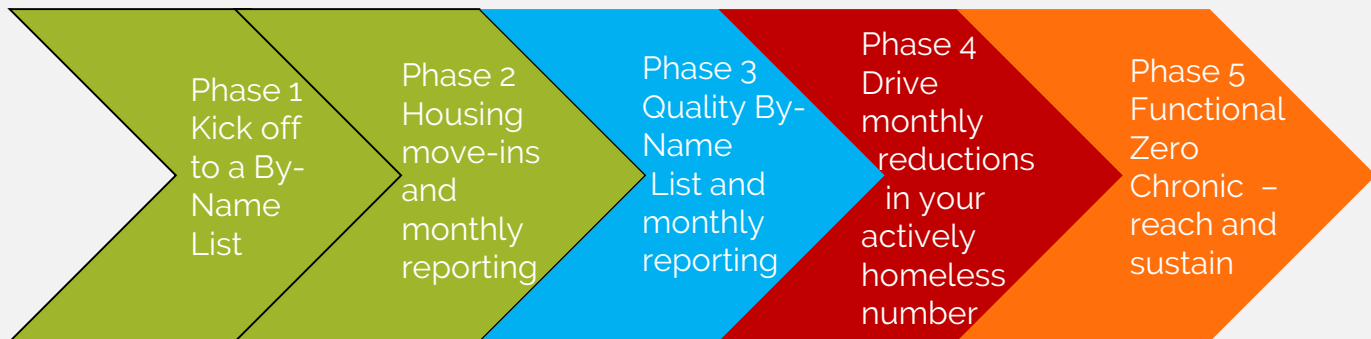 Phase 1
Kick off
to a By-
Name
List
Phase 2
Housing
move-ins
and
monthly
reporting
Phase 3
Quality By-
Name
List and
monthly
reporting
Phase 4
Drive
monthly
reductions
in your
actively
homeless
number
Phase 5
Functional
Zero
Chronic –
reach and
sustain